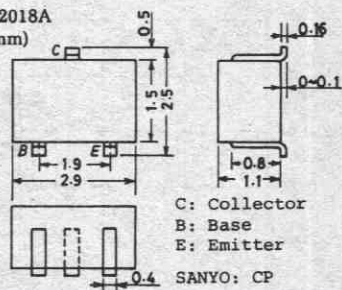 2018A
mm)
C
0.5
1.5
2.5
B
E
1.9
2.9
0.16
0~0.1
0.8
1.1
C: Collector
B: Base
E: Emitter
0.4
SANYO: CP